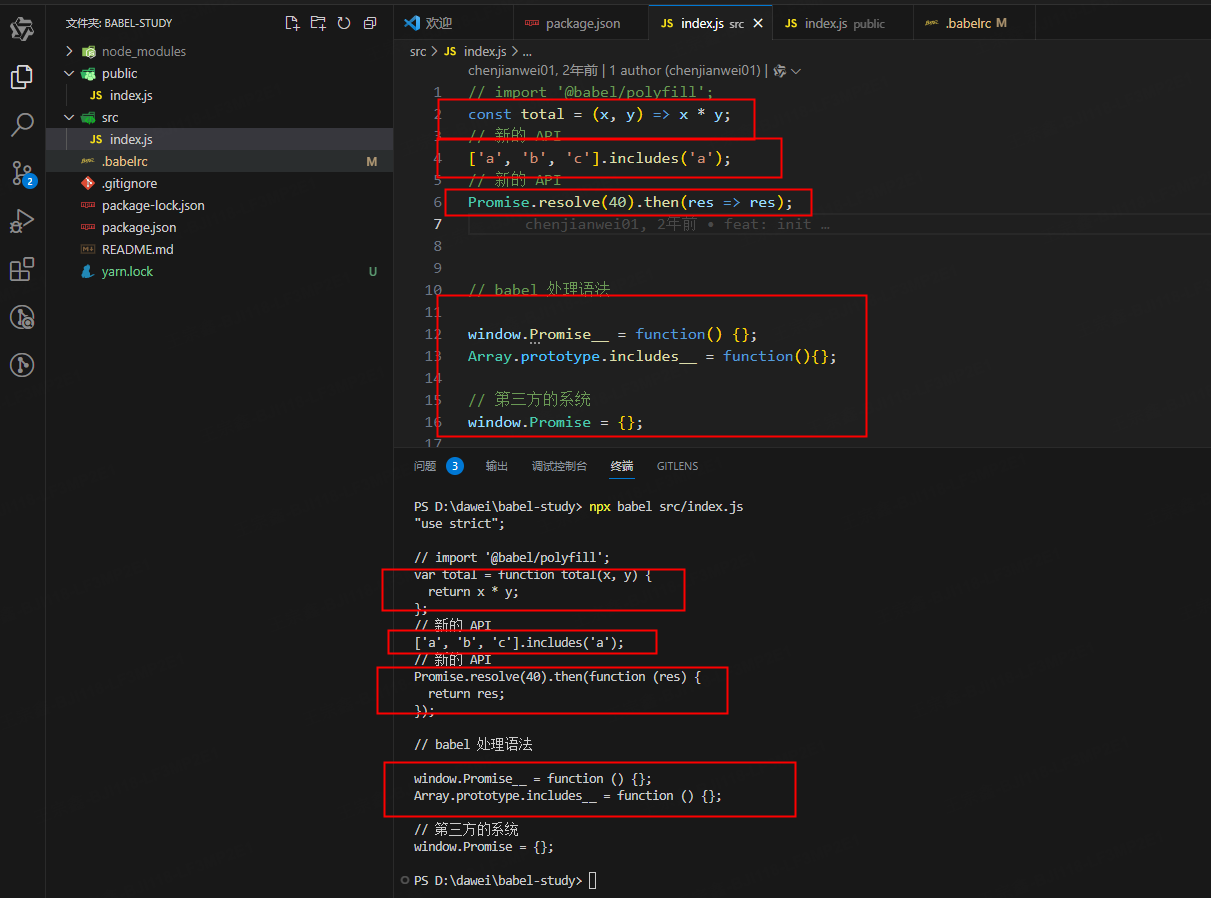 文件夹: BABEL-STUDY
node_modules
public
JS index.js
src
JS index.js
.babelrc M
.gitignore
package-lock.json
package.json
README.md
yarn.lock U
2
欢迎
package.json
JS index.js src
JS index.js public
.babelrc M
src > JS index.js > ...
chenjianwei01, 2年前 | 1 author (chenjianwei01) |
1 // import '@babel/polyfill';
2 const total = (x, y) => x * y;
3 // 新的 API
4 ['a', 'b', 'c'].includes('a');
5 // 新的 API
6 Promise.resolve(40).then(res => res);
7 chenjianwei01, 2年前 • feat: init …
8
9
10 // babel 处理语法
11
12 window.Promise__ = function() {};
13 Array.prototype.includes__ = function(){};
14
15 // 第三方的系统
16 window.Promise = {};
17
问题 3 输出 调试控制台 终端 GITLENS
PS D:\dawei\babel-study> npx babel src/index.js
"use strict";
// import '@babel/polyfill';
var total = function total(x, y) {
return x * y;
};
// 新的 API
['a', 'b', 'c'].includes('a');
// 新的 API
Promise.resolve(40).then(function (res) {
return res;
});
// babel 处理语法
window.Promise__ = function () {};
Array.prototype.includes__ = function () {};
// 第三方的系统
window.Promise = {};
PS D:\dawei\babel-study>